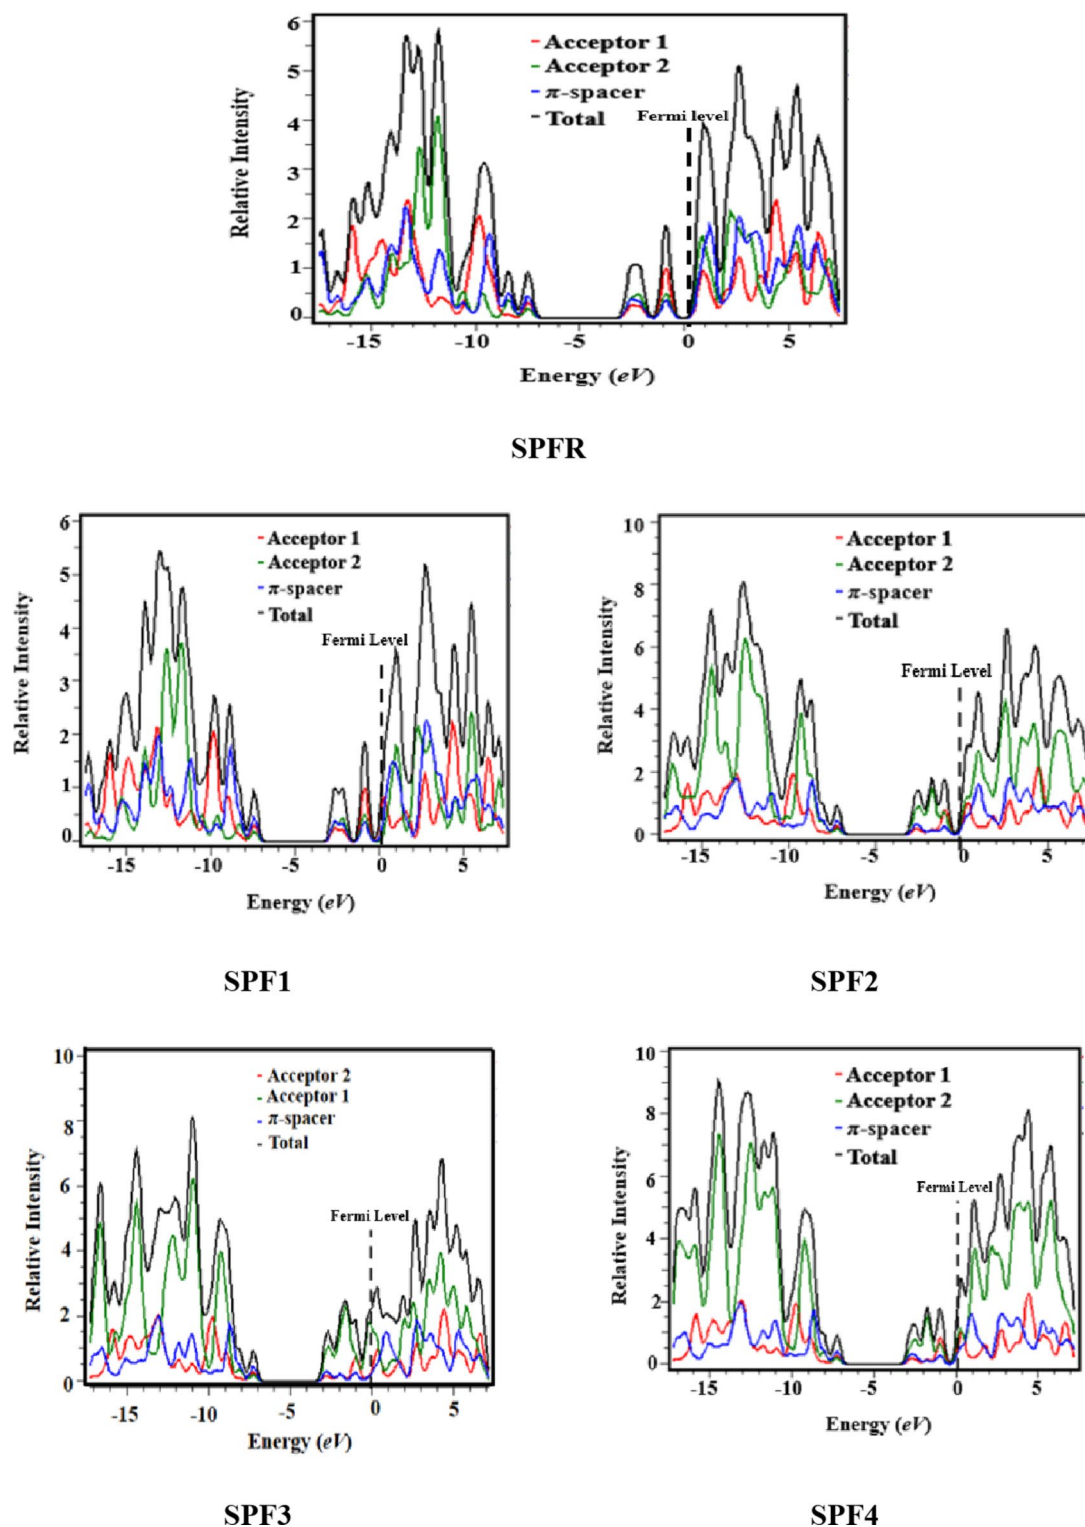 6
5
4
3
2
1
0
Relative Intensity
Acceptor 1
Acceptor 2
π-spacer
Total
Fermi level
-15 -10 -5 0 5
Energy (eV)
SPFR
6
5
4
3
2
1
0
Relative Intensity
Acceptor 1
Acceptor 2
π-spacer
Total
Fermi Level
-15 -10 -5 0 5
Energy (eV)
SPF1
10
8
6
4
2
0
Relative Intensity
Acceptor 1
Acceptor 2
π-spacer
Total
Fermi Level
-15 -10 -5 0 5
Energy (eV)
SPF2
10
8
6
4
2
0
Relative Intensity
Acceptor 2
Acceptor 1
π-spacer
Total
Fermi Level
-15 -10 -5 0 5
Energy (eV)
SPF3
10
8
6
4
2
0
Relative Intensity
Acceptor 1
Acceptor 2
π-spacer
Total
Fermi Level
-15 -10 -5 0 5
Energy (eV)
SPF4